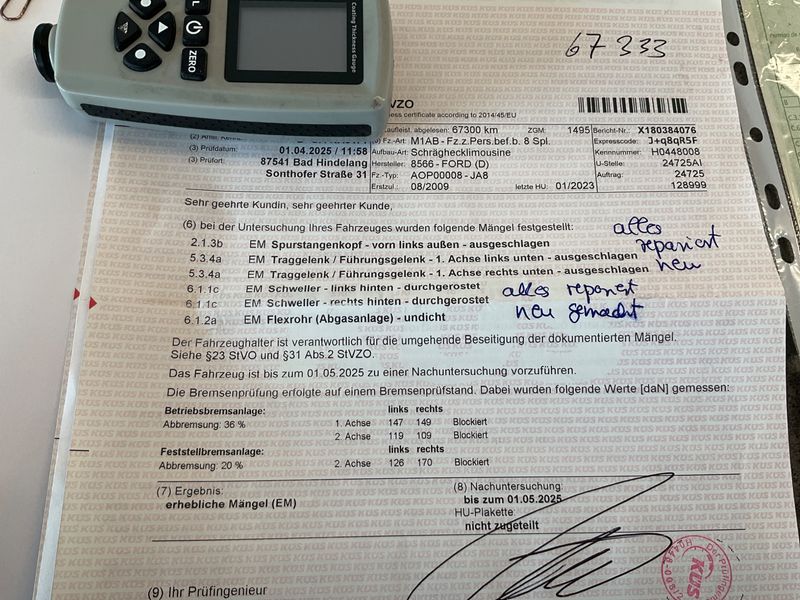 ZERO
Coating Thickness Gauge
67 333
StVZO
ness certificate according to 2014/45/EU
(2) Amtl. Kennz
Laufleist. abgelesen: 67300 km ZGM: 1495 Bericht-Nr.: X180384076
(3) Prüfdatum: 01.04.2025 / 11:58 Fz.-Art: M1AB - Fz.z.Pers.bef.b. 8 Spl. Expresscode: J+q8qR5F
(3) Prüfort: 87541 Bad Hindelang Aufbau-Art: Schräghecklimousine Kennnummer: H0448008
Sonthofer Straße 31 Hersteller: 8566 - FORD (D) U-Stelle: 24725AI
Fz.-Typ: AOP00008 - JA8 Auftrag: 24725
Erstzul.: 08/2009 letzte HU: 01/2023 128999
Sehr geehrte Kundin, sehr geehrter Kunde,
(6) bei der Untersuchung Ihres Fahrzeuges wurden folgende Mängel festgestellt: alles
2.1.3b EM Spurstangenkopf - vorn links außen - ausgeschlagen repariert
5.3.4a EM Traggelenk / Führungsgelenk - 1. Achse links unten - ausgeschlagen neu
5.3.4a EM Traggelenk / Führungsgelenk - 1. Achse rechts unten - ausgeschlagen
6.1.1c EM Schweller - links hinten - durchgerostet alles
6.1.1c EM Schweller - rechts hinten - durchgerostet
6.1.2a EM Flexrohr (Abgasanlage) - undicht neu gemacht
Der Fahrzeughalter ist verantwortlich für die umgehende Beseitigung der dokumentierten Mängel.
Siehe §23 StVO und §31 Abs.2 StVZO.
Das Fahrzeug ist bis zum 01.05.2025 zu einer Nachuntersuchung vorzuführen.
Die Bremsenprüfung erfolgte auf einem Bremsenprüfstand. Dabei wurden folgende Werte [daN] gemessen:
Betriebsbremsanlage: links rechts
Abbremsung: 36 % 1. Achse 147 149 Blockiert
2. Achse 119 109 Blockiert
Feststellbremsanlage: links rechts
Abbremsung: 20 % 2. Achse 126 170 Blockiert
(7) Ergebnis: (8) Nachuntersuchung:
erhebliche Mängel (EM) bis zum 01.05.2025
HU-Plakette:
nicht zugeteilt
(9) Ihr Prüfingenieur
KÜS